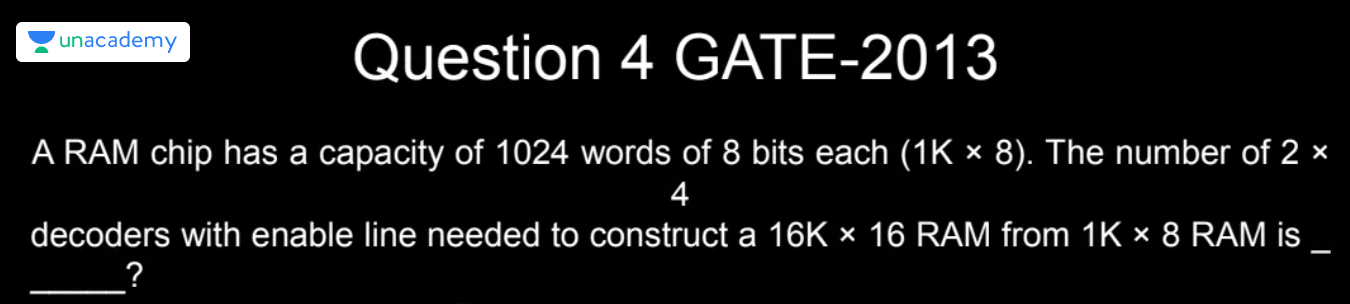 unacademy
Question 4 GATE-2013
A RAM chip has a capacity of 1024 words of 8 bits each (1K × 8). The number of 2 ×
4
decoders with enable line needed to construct a 16K × 16 RAM from 1K × 8 RAM is _
_____?